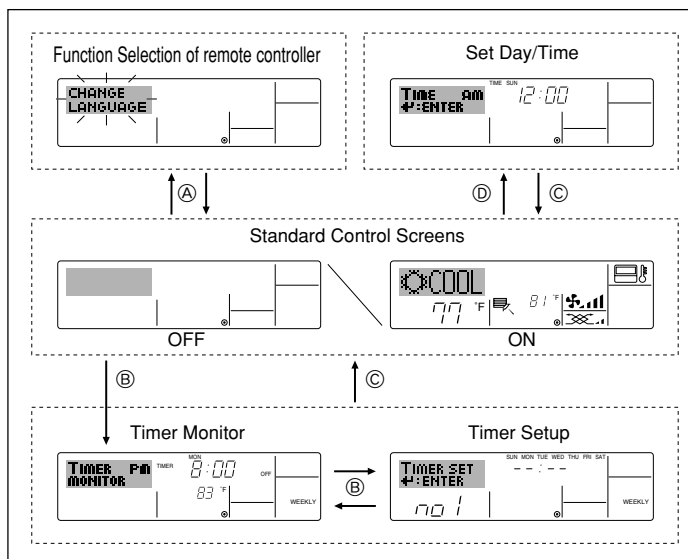 Function Selection of remote controller
CHANGE
LANGUAGE
Set Day/Time
TIME SUN
TIME AM 12:00
↵:ENTER
Ⓐ
Ⓓ Ⓒ
Standard Control Screens
COOL
77 °F 81 °F
OFF
ON
Ⓑ
Ⓒ
Timer Monitor
MON
TIMER PM TIMER 8:00 OFF
MONITOR
83 °F
WEEKLY
Ⓑ
Timer Setup
SUN MON TUE WED THU FRI SAT
TIMER SET --:--
↵:ENTER
no 1
WEEKLY